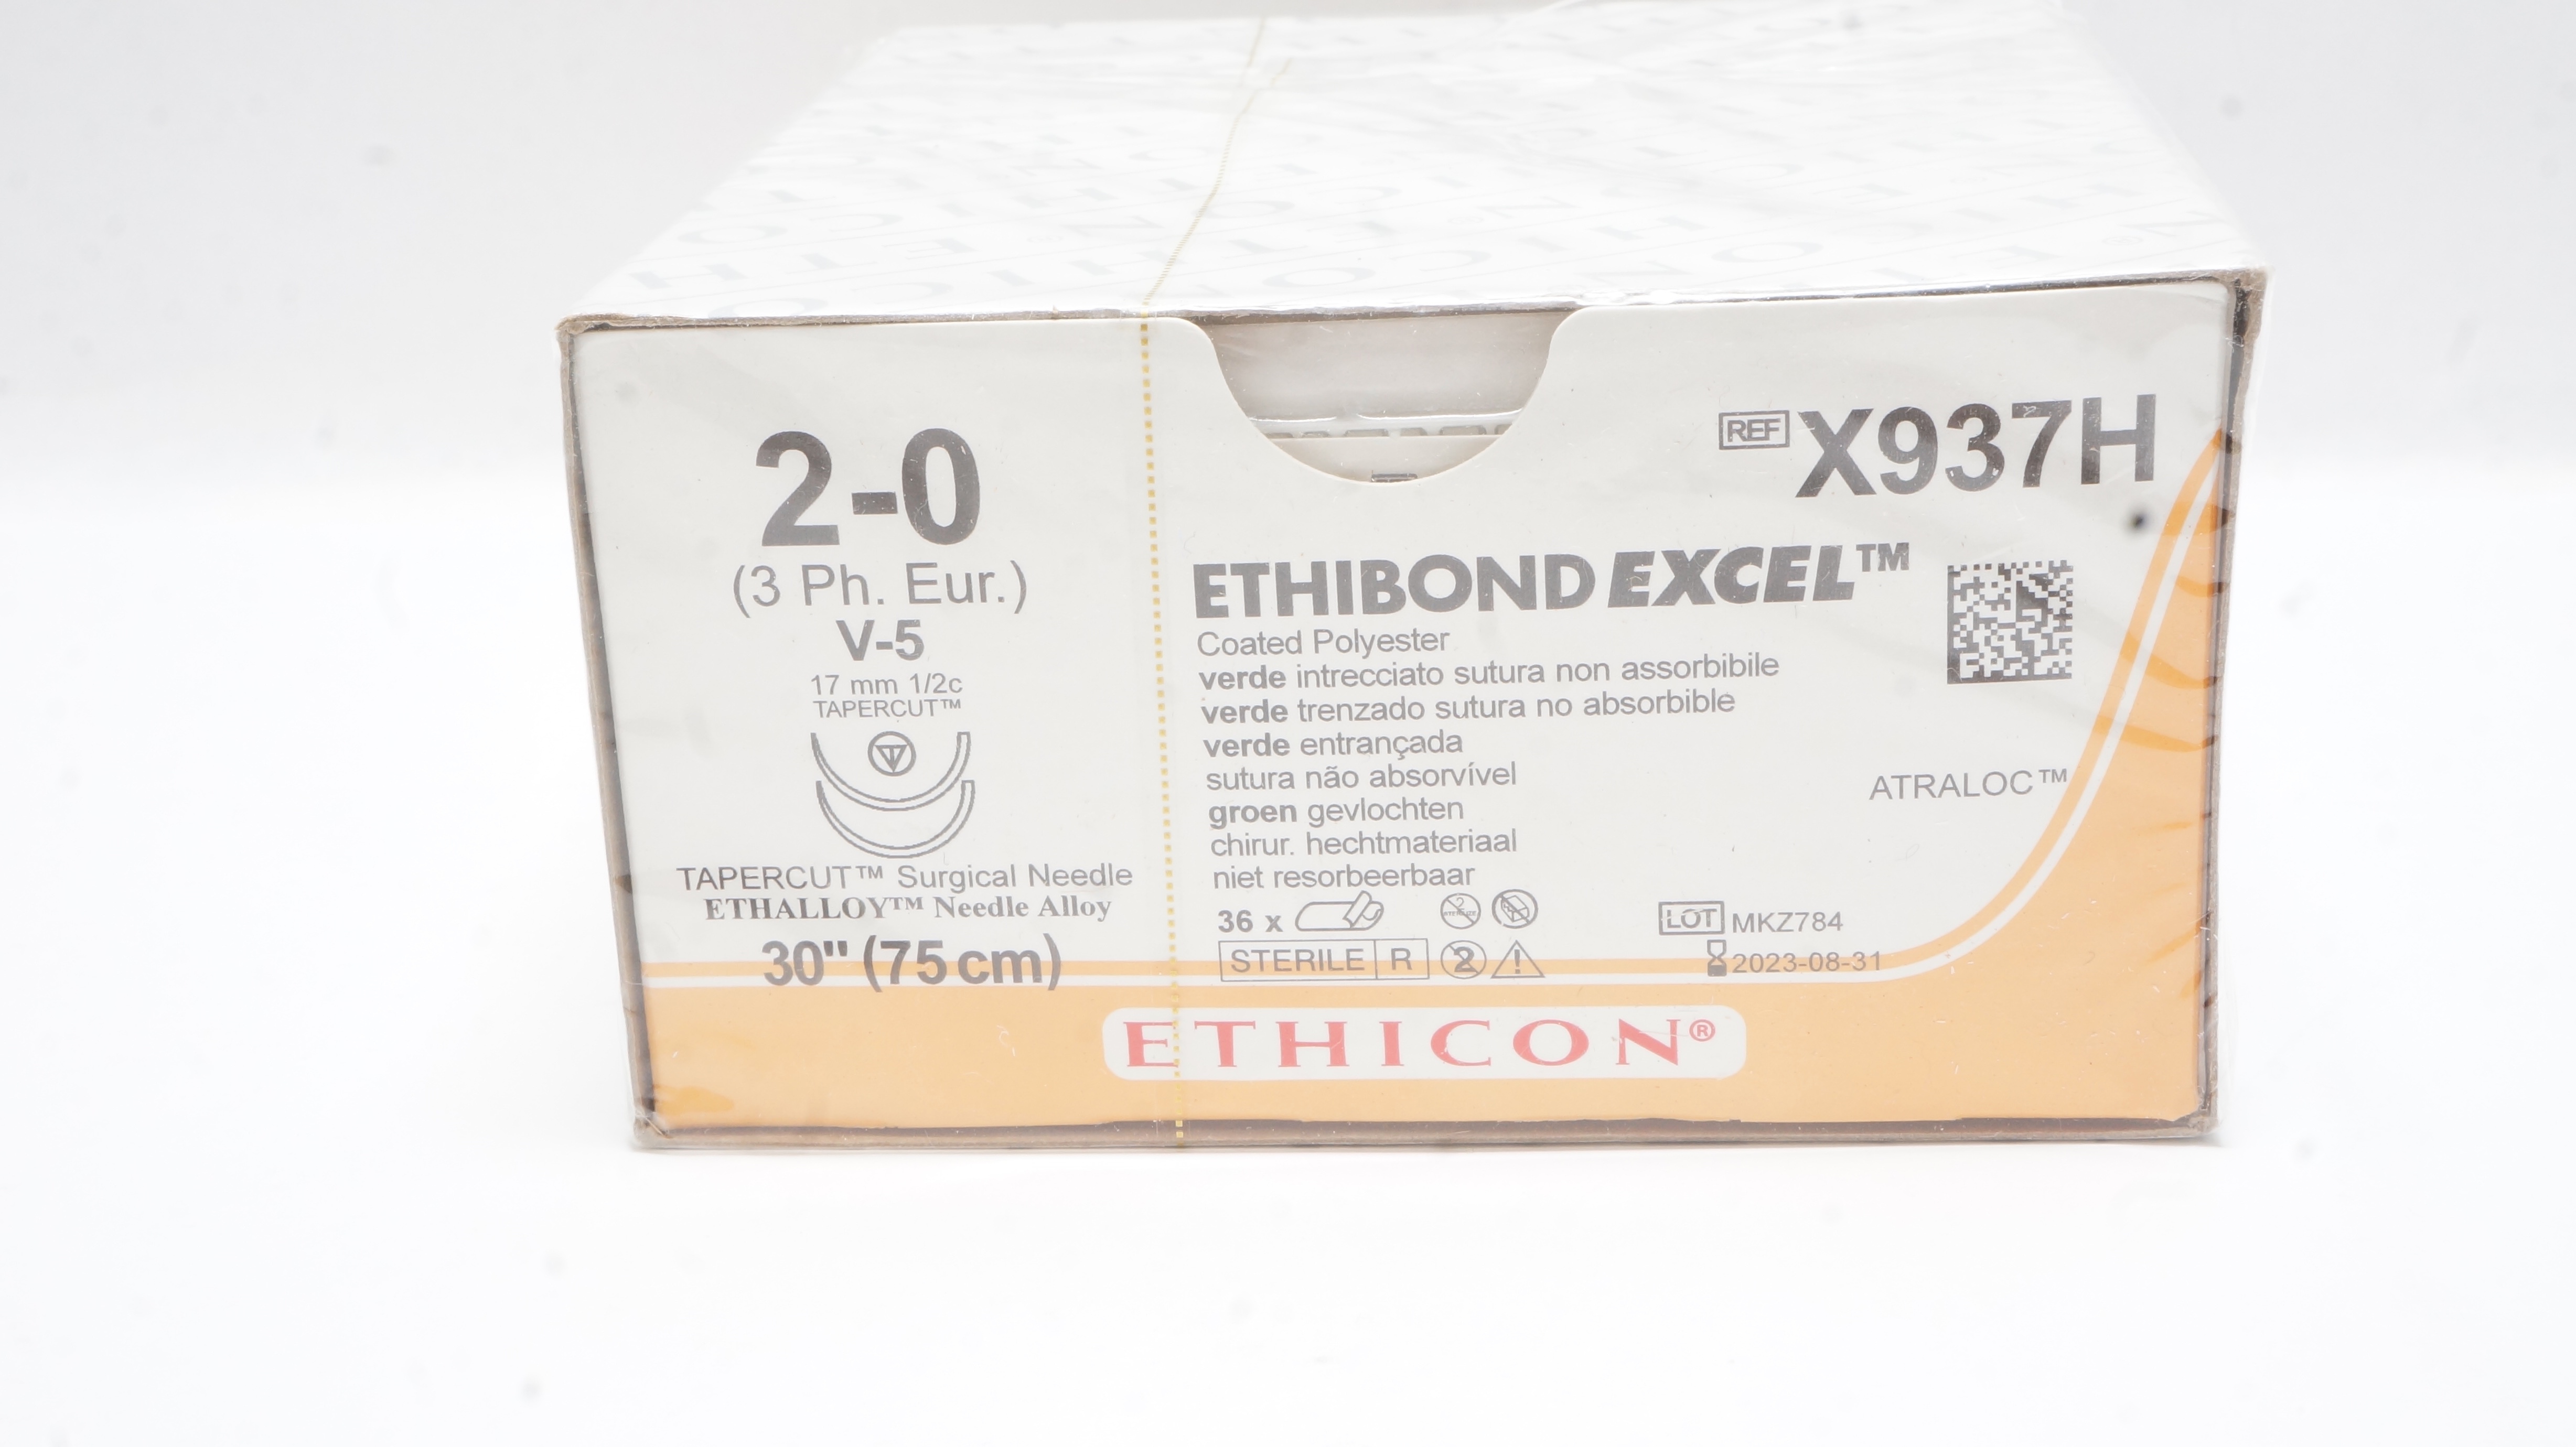 2-0
(3 Ph. Eur.)
V-5
17 mm 1/2c
TAPERCUT™
TAPERCUT™ Surgical Needle
ETHALLOY™ Needle Alloy
30" (75 cm)
REF X937H
ETHIBOND EXCEL™
Coated Polyester
verde intrecciato sutura non assorbibile
verde trenzado sutura no absorbible
verde entrançada
sutura não absorvível
groen gevlochten
chirur. hechtmateriaal
niet resorbeerbaar
ATRALOC™
36 x
STERILE R 2
LOT MKZ784
2023-08-31
ETHICON®